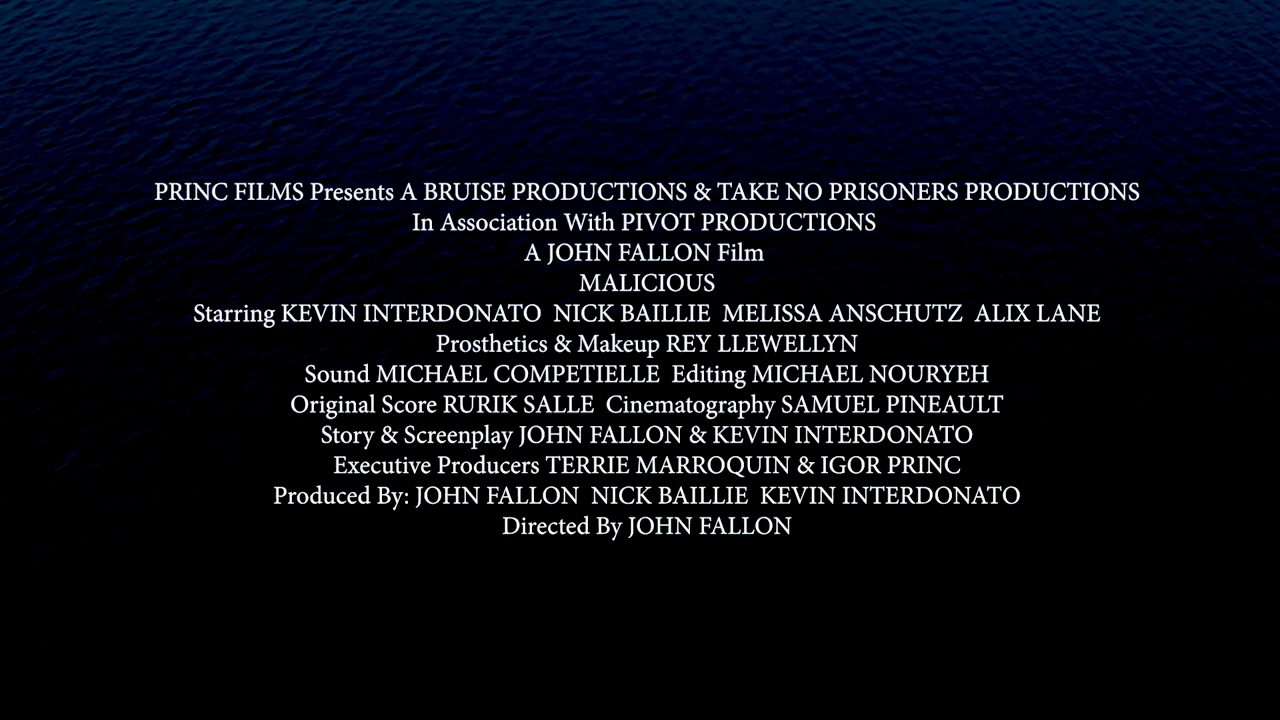 PRINC FILMS Presents A BRUISE PRODUCTIONS & TAKE NO PRISONERS PRODUCTIONS
In Association With PIVOT PRODUCTIONS
A JOHN FALLON Film
MALICIOUS
Starring KEVIN INTERDONATO NICK BAILLIE MELISSA ANSCHUTZ ALIX LANE
Prosthetics & Makeup REY LLEWELLYN
Sound MICHAEL COMPETIELLE Editing MICHAEL NOURYEH
Original Score RURIK SALLE Cinematography SAMUEL PINEAULT
Story & Screenplay JOHN FALLON & KEVIN INTERDONATO
Executive Producers TERRIE MARROQUIN & IGOR PRINC
Produced By: JOHN FALLON NICK BAILLIE KEVIN INTERDONATO
Directed By JOHN FALLON